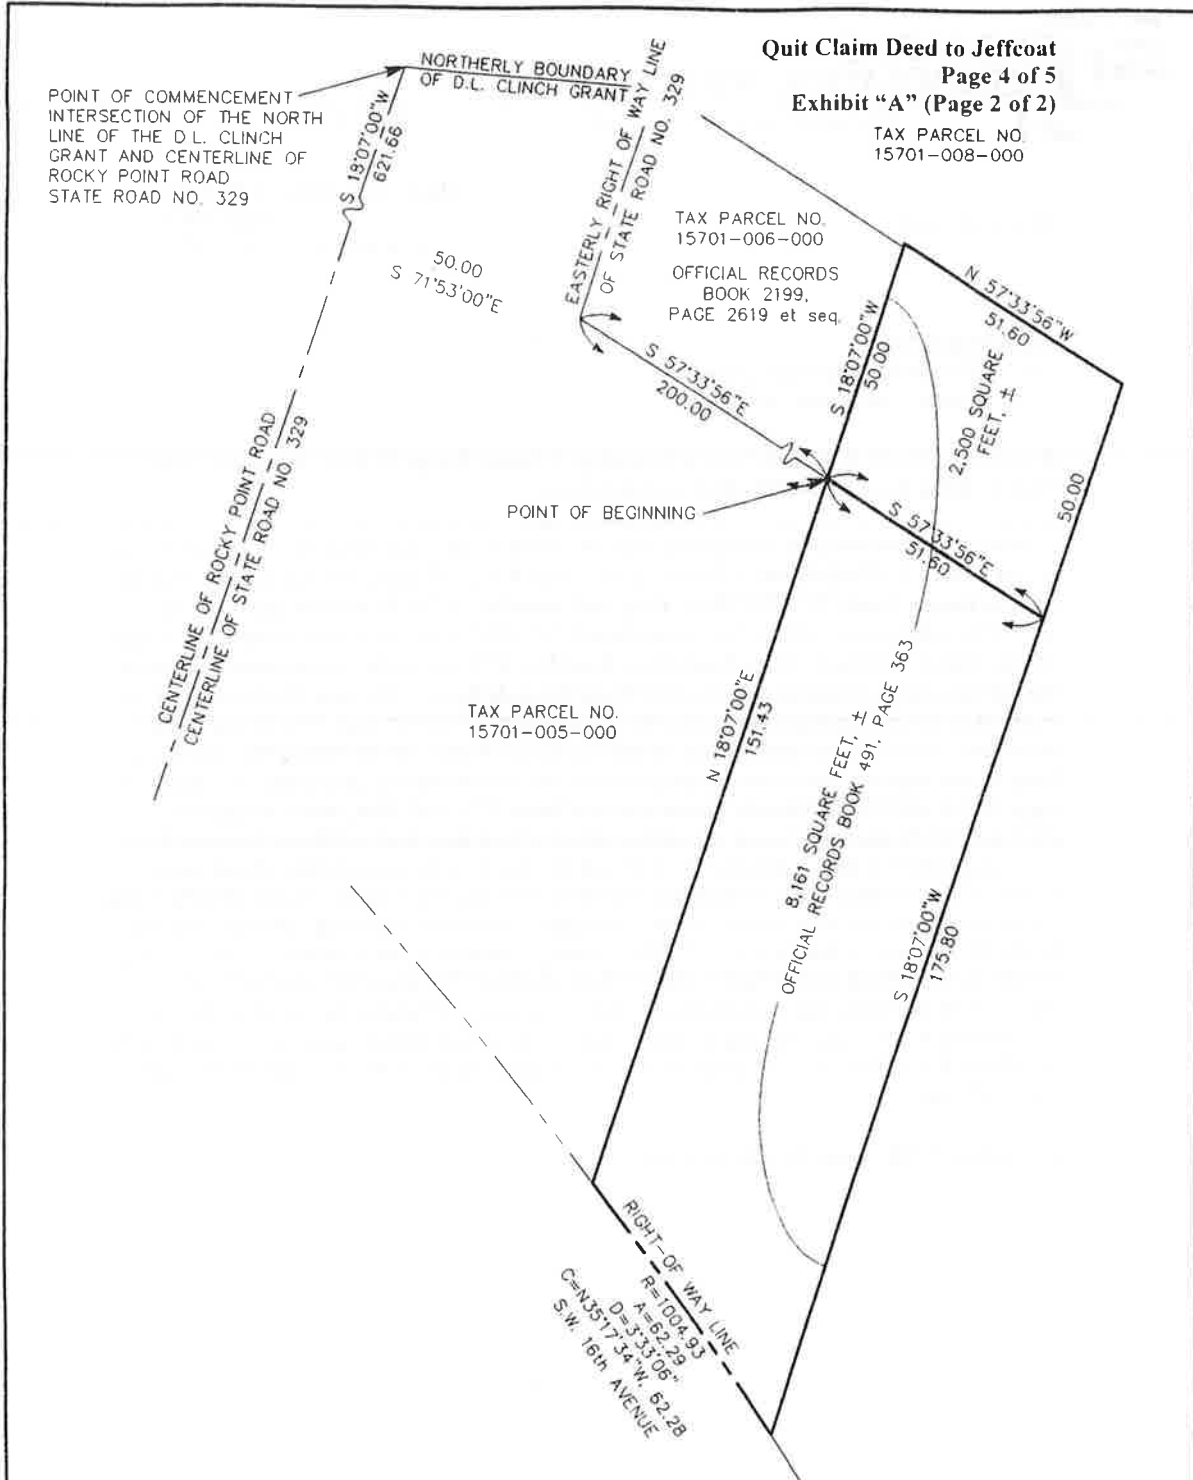 Quit Claim Deed to Jeffcoat
Page 4 of 5
Exhibit “A” (Page 2 of 2)
TAX PARCEL NO.
15701-008-000
NORTHERLY BOUNDARY
OF D.L. CLINCH GRANT
POINT OF COMMENCEMENT
INTERSECTION OF THE NORTH
LINE OF THE D.L. CLINCH
GRANT AND CENTERLINE OF
ROCKY POINT ROAD
STATE ROAD NO. 329
S 18°07'00"W
621.66
50.00
S 71°53'00"E
EASTERLY RIGHT OF WAY LINE
OF STATE ROAD NO. 329
TAX PARCEL NO.
15701-006-000
OFFICIAL RECORDS
BOOK 2199,
PAGE 2619 et seq.
N 57°33'56"W
51.60
S 18°07'00"W
50.00
2,500 SQUARE
FEET, ±
50.00
S 57°33'56"E
200.00
POINT OF BEGINNING
S 57°33'56"E
51.60
CENTERLINE OF ROCKY POINT ROAD
CENTERLINE OF STATE ROAD NO. 329
TAX PARCEL NO.
15701-005-000
N 18°07'00"E
151.43
8,161 SQUARE FEET, ±
OFFICIAL RECORDS BOOK 491, PAGE 363
S 18°07'00"W
175.80
RIGHT-OF WAY LINE
R=1004.93
A=62.29
D=3°33'06"
C=N35°17'34"W, 62.28
S.W. 16th AVENUE